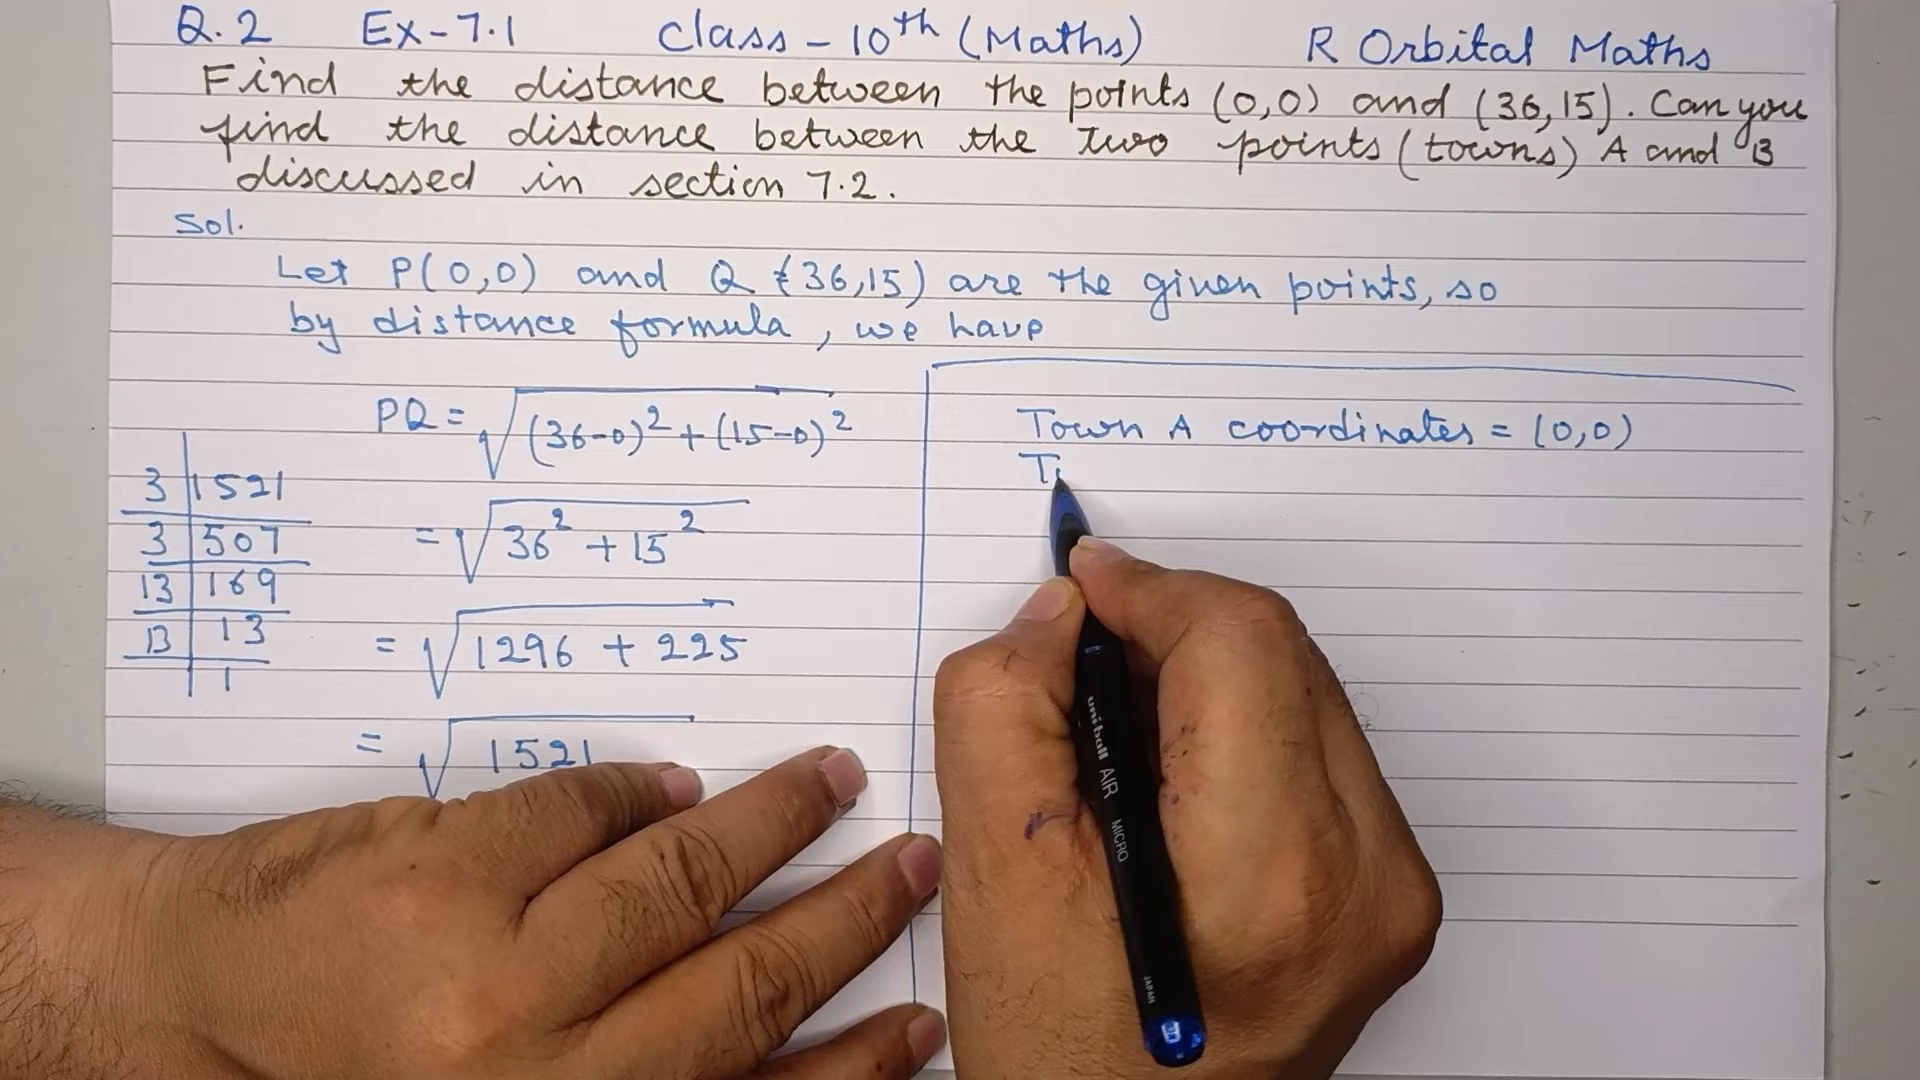 Q.2 Ex-7.1 Class-10th (Maths) R Orbital Maths
Find the distance between the points (0,0) and (36,15). Can you
find the distance between the two points (towns) A and B
discussed in section 7.2.
Sol.
Let P(0,0) and Q (36,15) are the given points, so
by distance formula, we have
PQ = √(36-0)² + (15-0)²
= √36² + 15²
= √1296 + 225
= √1521
3 | 1521
3 | 507
13 | 169
13 | 13
| 1
Town A coordinates = (0,0)
uniball AIR MICRO
JAPAN